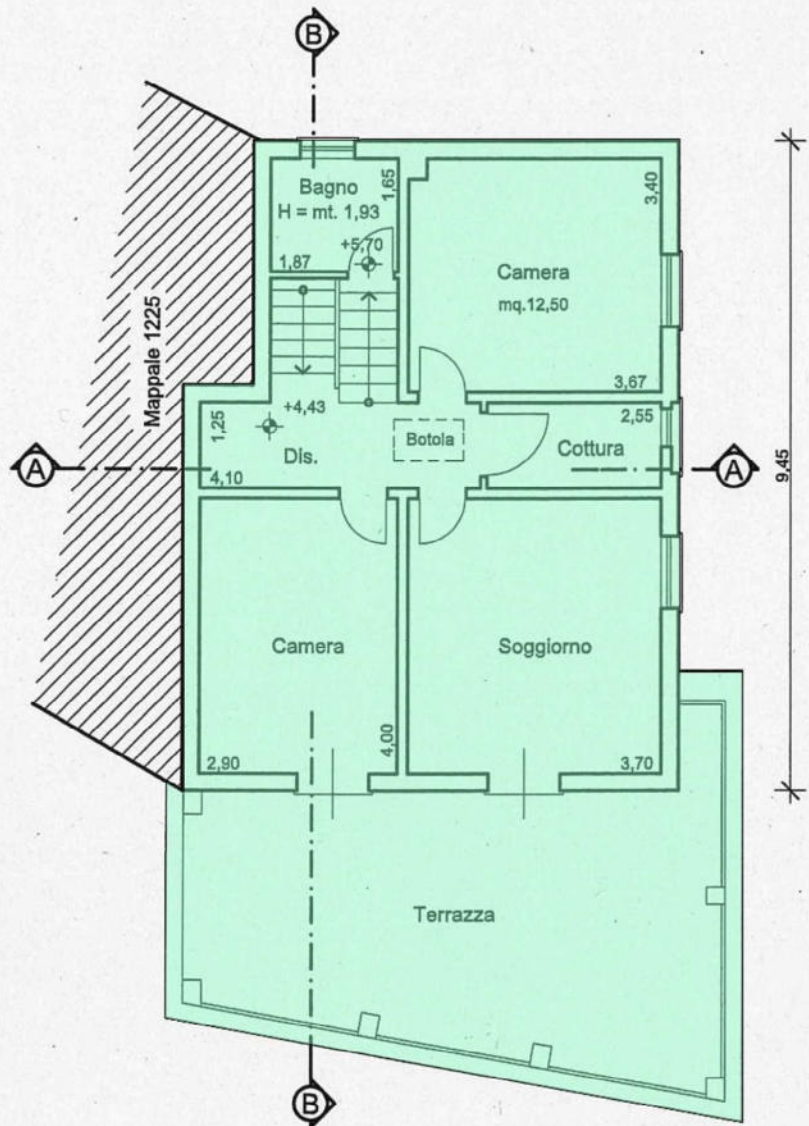 B
Bagno
H = mt. 1,93
1,65
+5,70
1,87
3,40
Camera
mq.12,50
3,67
Mappale 1225
+4,43
1,25
Dis.
4,10
Botola
2,55
Cottura
A
A
9,45
Camera
2,90
4,00
Soggiorno
3,70
Terrazza
B